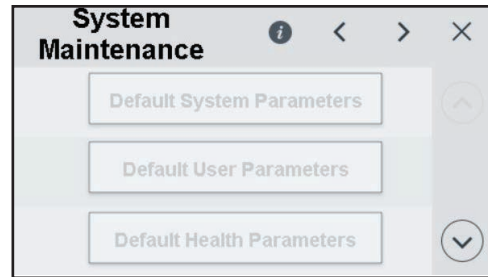 System
Maintenance
Default System Parameters
Default User Parameters
Default Health Parameters